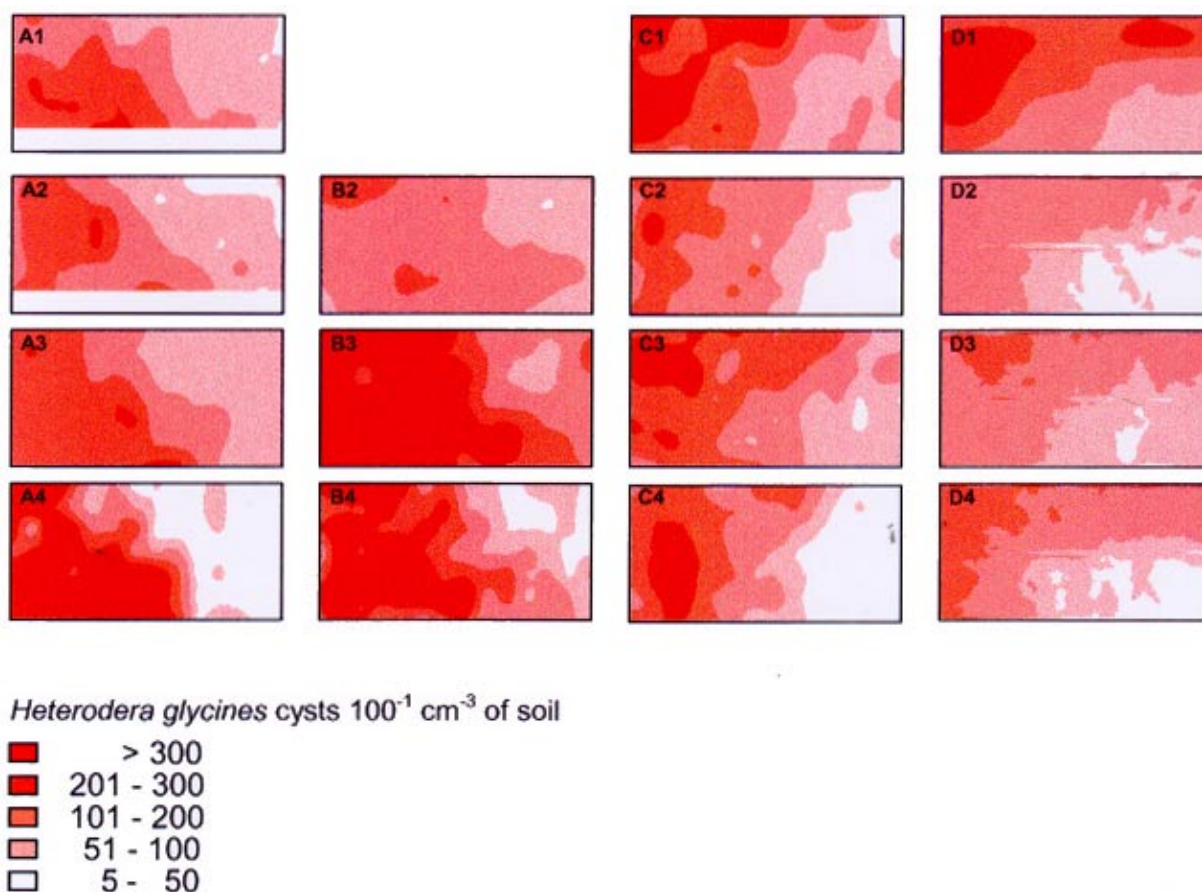 A1 C1 D1
A2 B2 C2 D2
A3 B3 C3 D3
A4 B4 C4 D4
Heterodera glycines cysts 100⁻¹ cm⁻³ of soil
> 300
201 - 300
101 - 200
51 - 100
5 - 50